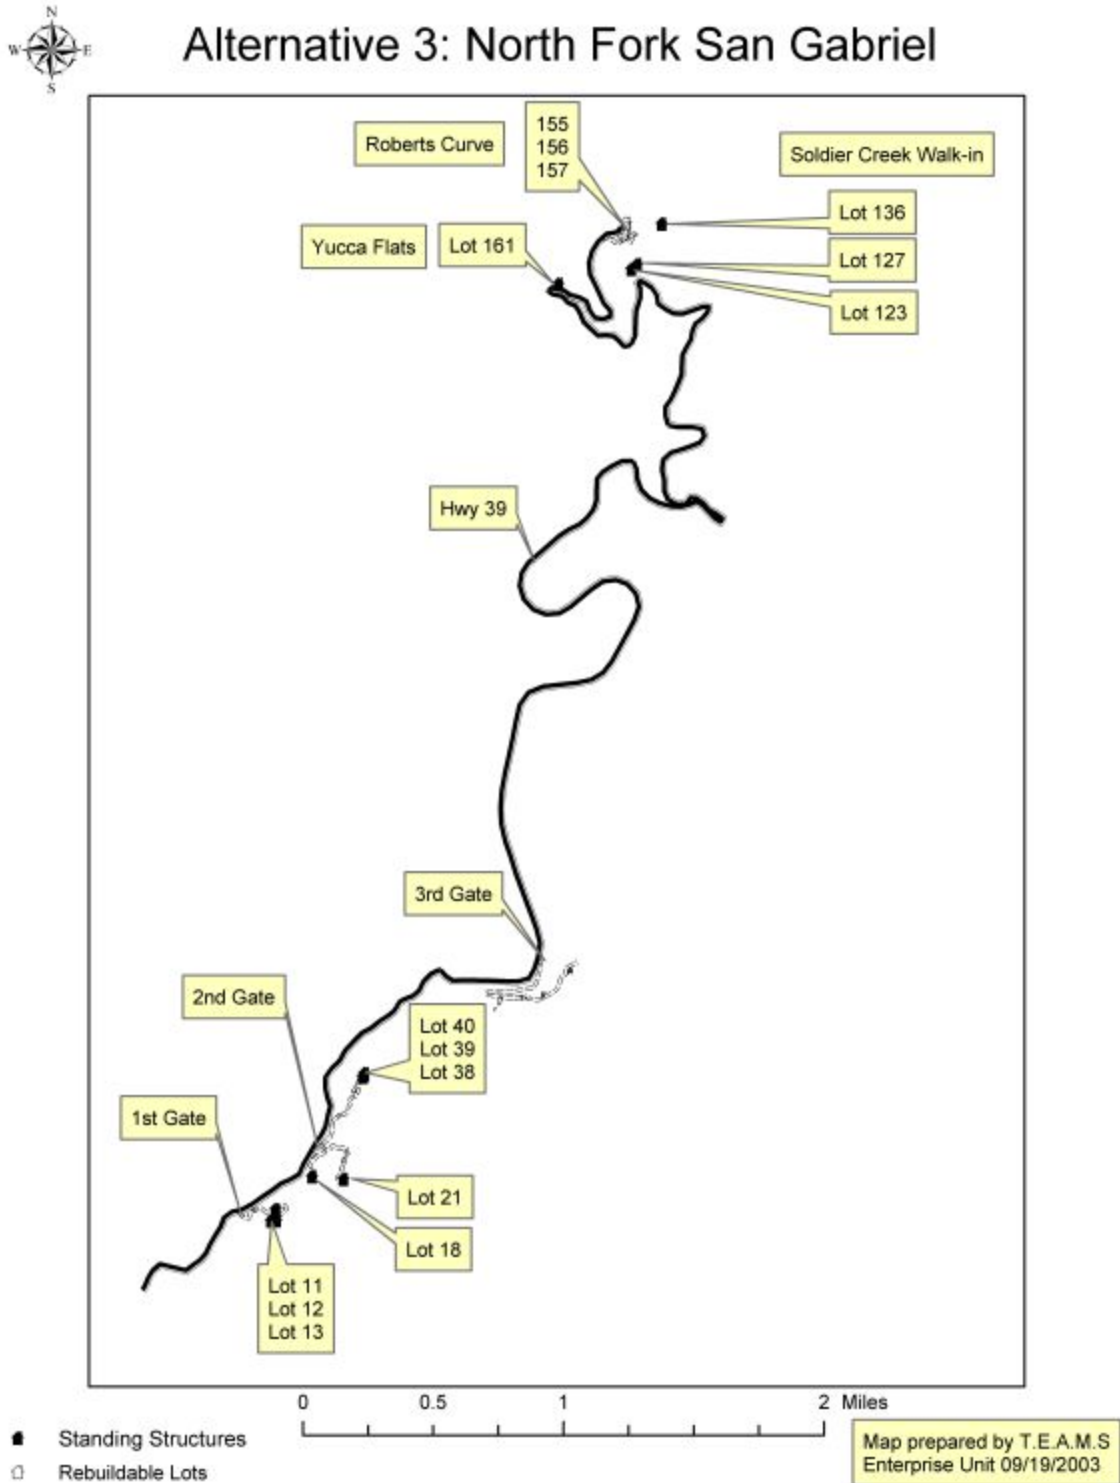 N
W E
S
Alternative 3: North Fork San Gabriel
Roberts Curve
155
156
157
Soldier Creek Walk-in
Lot 136
Yucca Flats
Lot 161
Lot 127
Lot 123
Hwy 39
3rd Gate
2nd Gate
Lot 40
Lot 39
Lot 38
1st Gate
Lot 21
Lot 18
Lot 11
Lot 12
Lot 13
0 0.5 1 2 Miles
Standing Structures
Rebuildable Lots
Map prepared by T.E.A.M.S
Enterprise Unit 09/19/2003